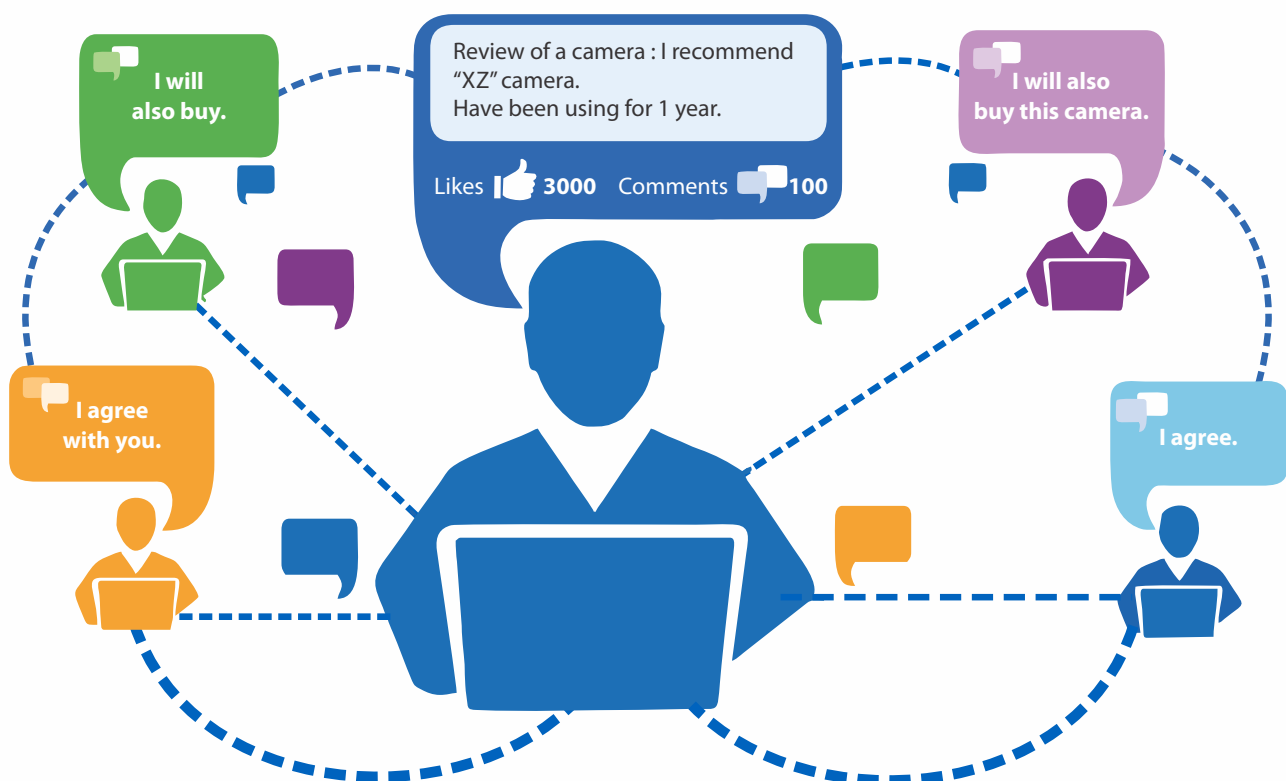 Review of a camera : I recommend
“XZ” camera.
Have been using for 1 year.
Likes 3000 Comments 100
I will
also buy.
I will also
buy this camera.
I agree
with you.
I agree.